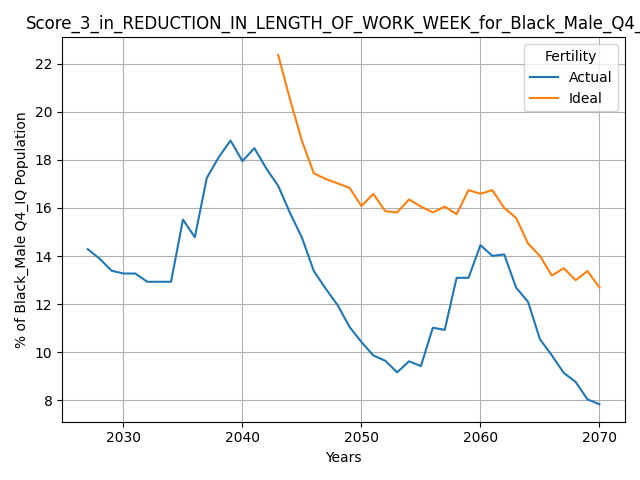 Score_3_in_REDUCTION_IN_LENGTH_OF_WORK_WEEK_for_Black_Male_Q4_
Fertility
Actual
Ideal
22
20
18
16
14
12
10
8
% of Black_Male Q4_IQ Population
2030
2040
2050
2060
2070
Years